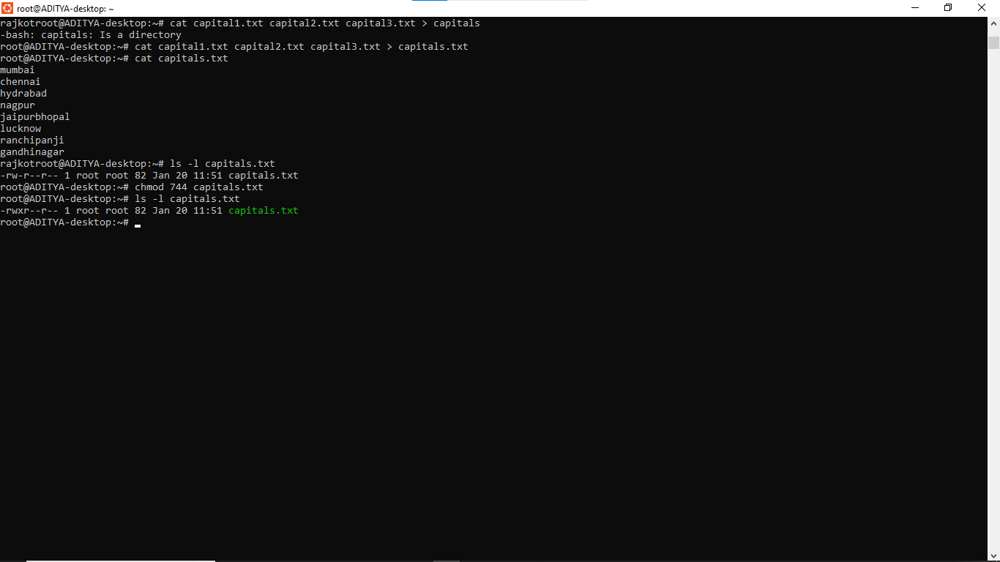 root@ADITYA-desktop: ~
rajkotroot@ADITYA-desktop:~# cat capital1.txt capital2.txt capital3.txt > capitals
-bash: capitals: Is a directory
root@ADITYA-desktop:~# cat capital1.txt capital2.txt capital3.txt > capitals.txt
root@ADITYA-desktop:~# cat capitals.txt
mumbai
chennai
hydrabad
nagpur
jaipurbhopal
lucknow
ranchipanji
gandhinagar
rajkotroot@ADITYA-desktop:~# ls -l capitals.txt
-rw-r--r-- 1 root root 82 Jan 20 11:51 capitals.txt
root@ADITYA-desktop:~# chmod 744 capitals.txt
root@ADITYA-desktop:~# ls -l capitals.txt
-rwxr--r-- 1 root root 82 Jan 20 11:51 capitals.txt
root@ADITYA-desktop:~#